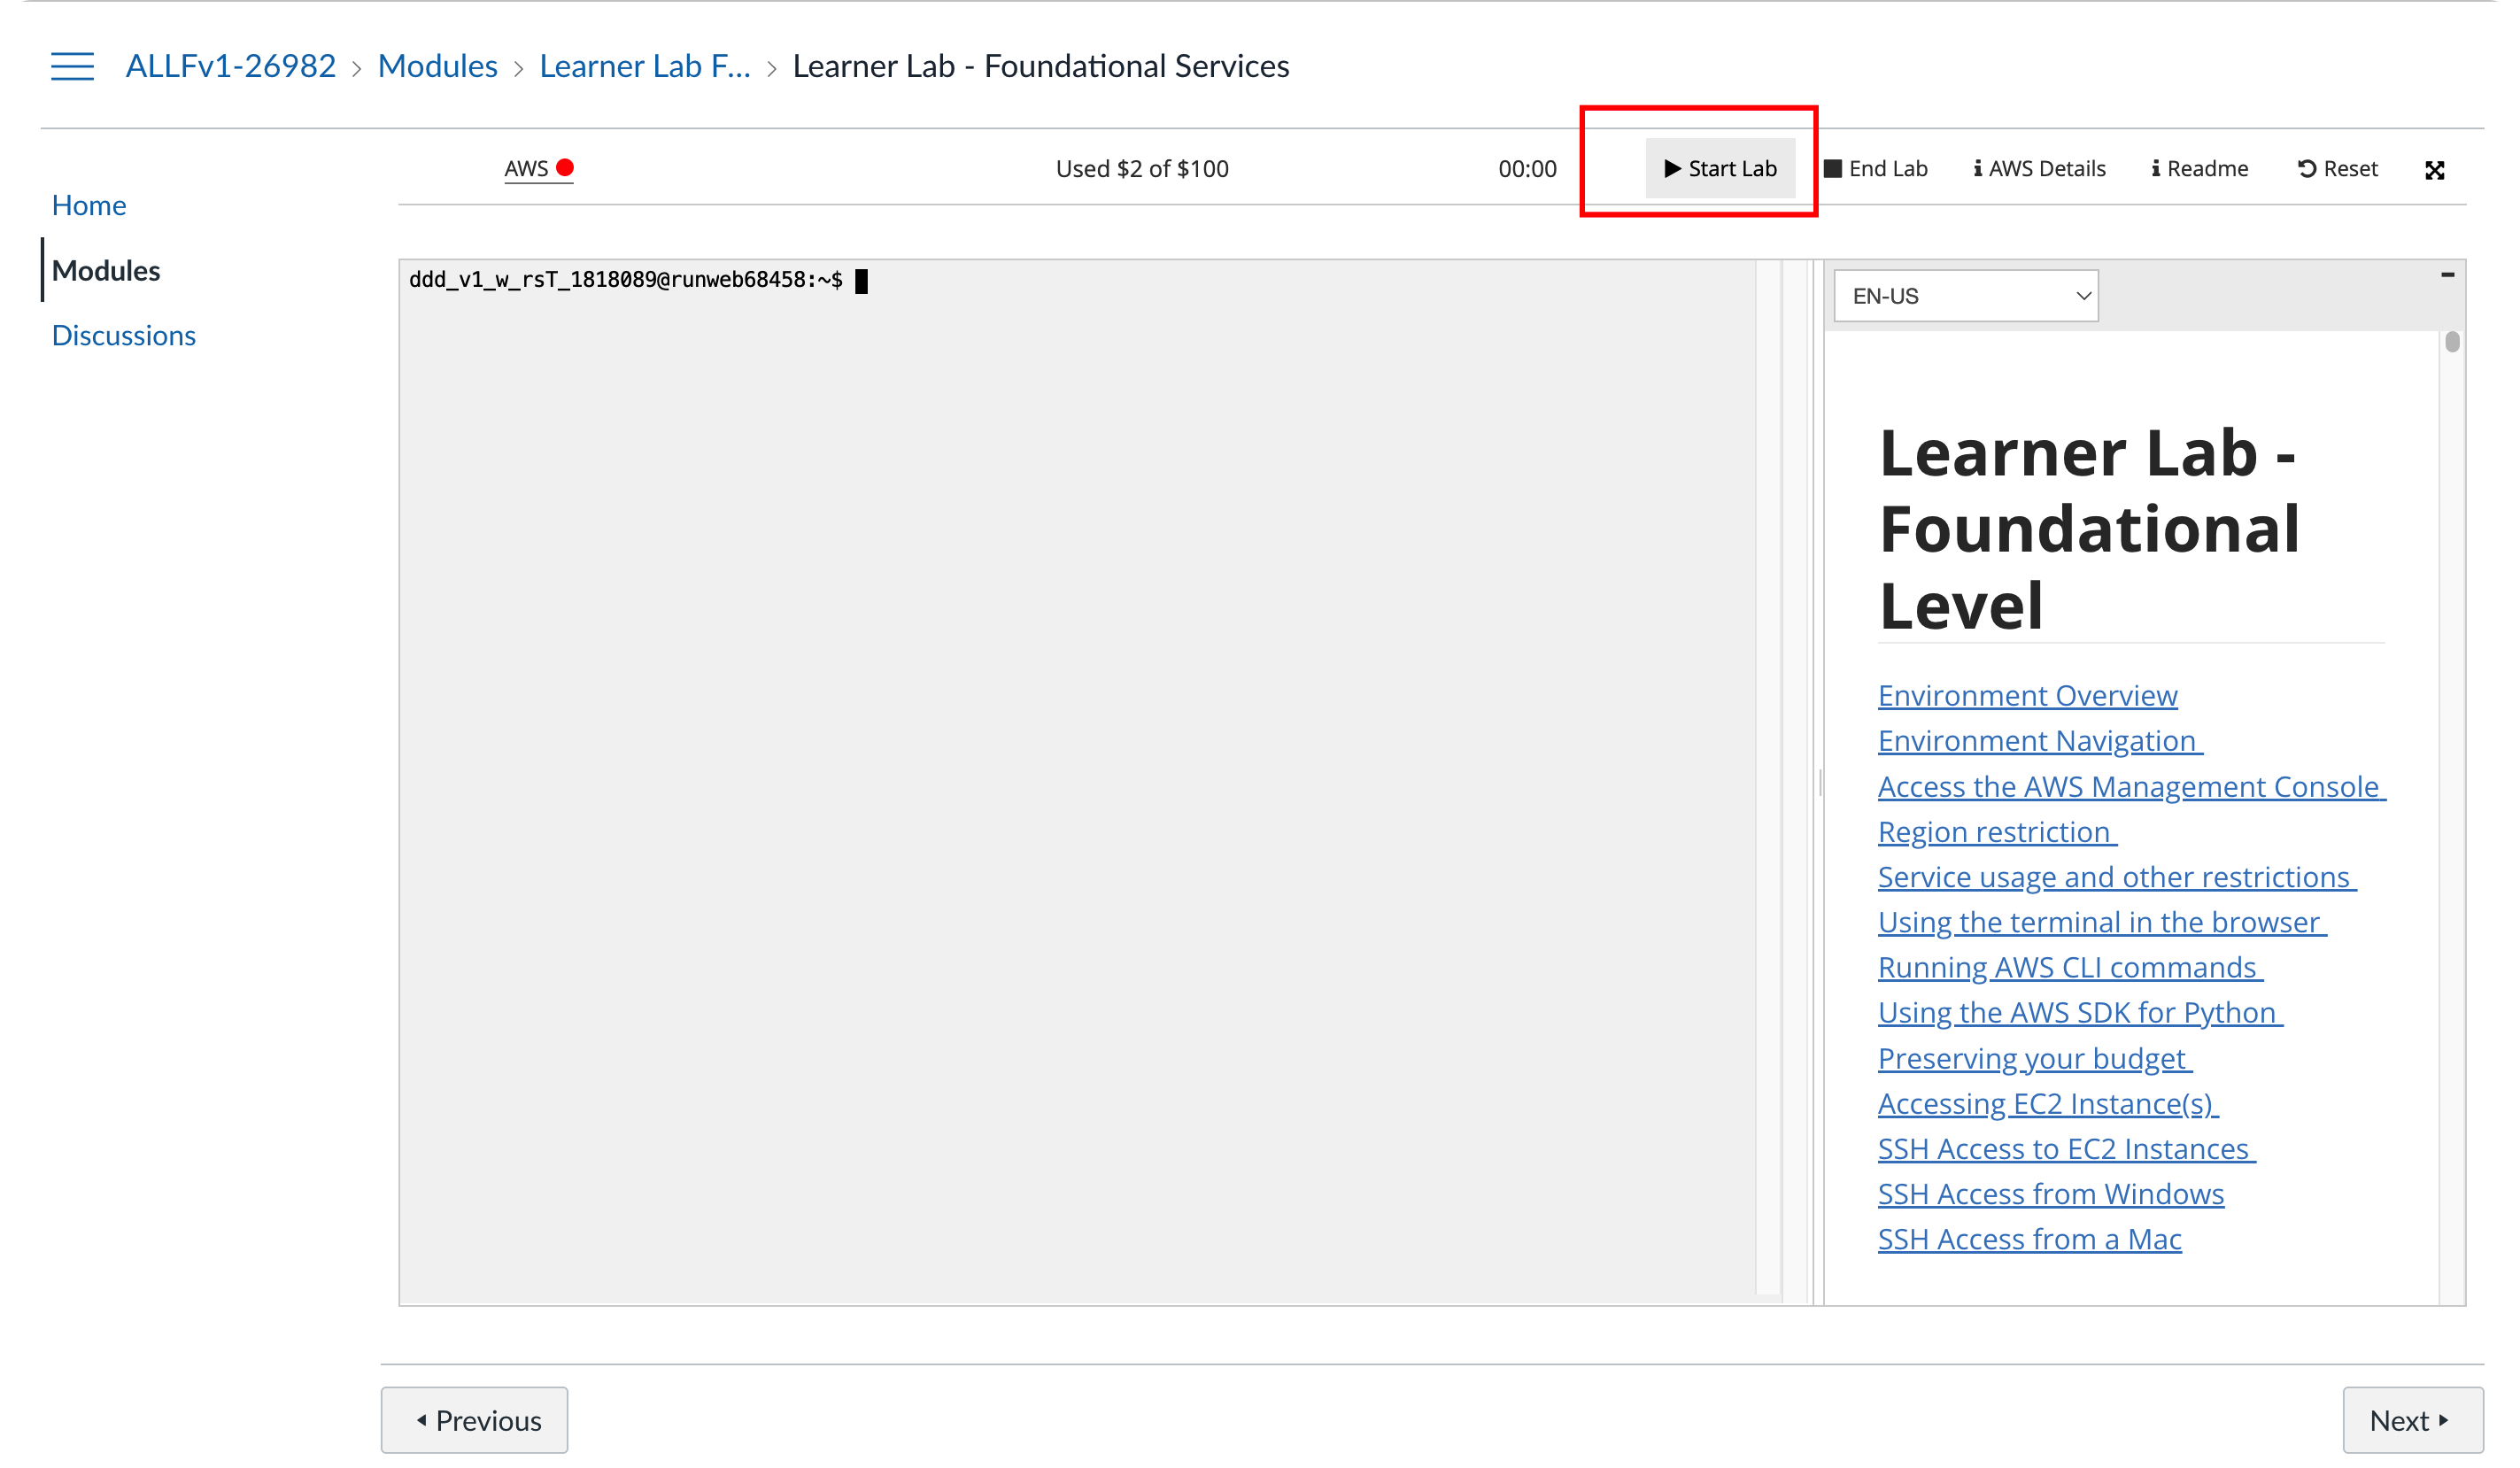 ALLFv1-26982 > Modules > Learner Lab F... > Learner Lab - Foundational Services
AWS Used $2 of $100 00:00 Start Lab End Lab AWS Details Readme Reset
Home
Modules
Discussions
ddd_v1_w_rsT_1818089@runweb68458:~$
EN-US
Learner Lab -
Foundational
Level
Environment Overview
Environment Navigation
Access the AWS Management Console
Region restriction
Service usage and other restrictions
Using the terminal in the browser
Running AWS CLI commands
Using the AWS SDK for Python
Preserving your budget
Accessing EC2 Instance(s)
SSH Access to EC2 Instances
SSH Access from Windows
SSH Access from a Mac
Previous
Next